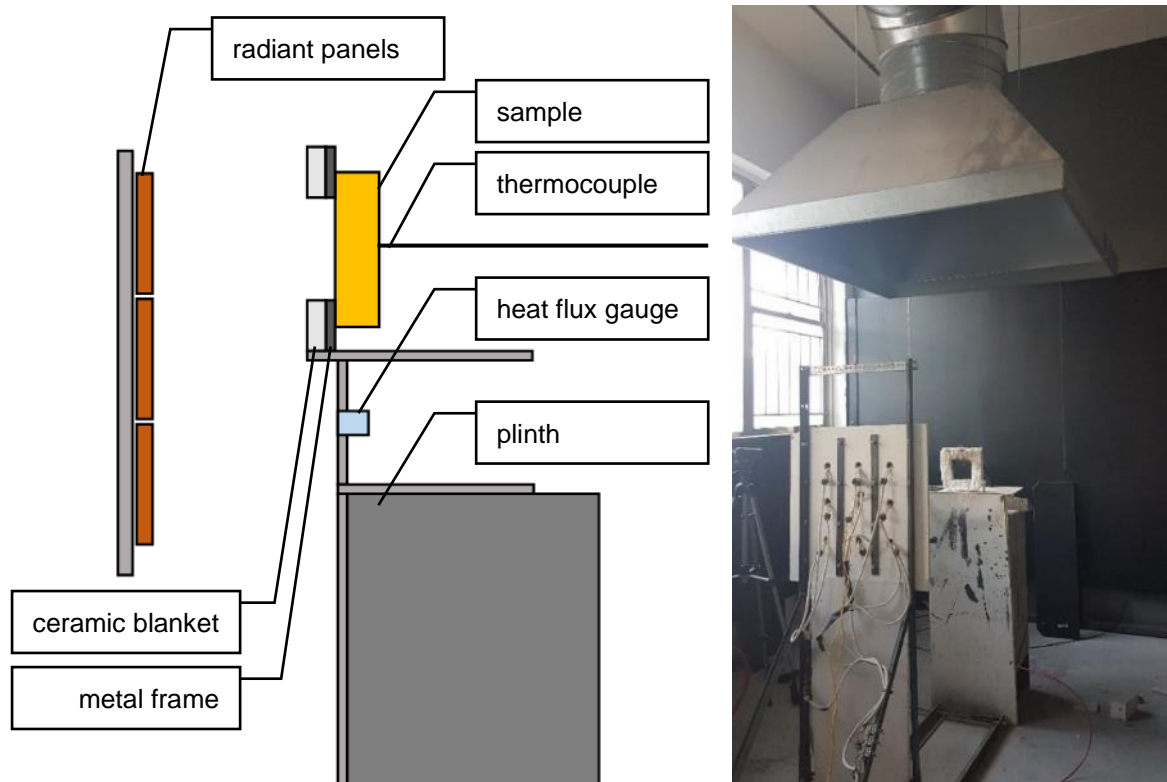 radiant panels
sample
thermocouple
heat flux gauge
plinth
ceramic blanket
metal frame